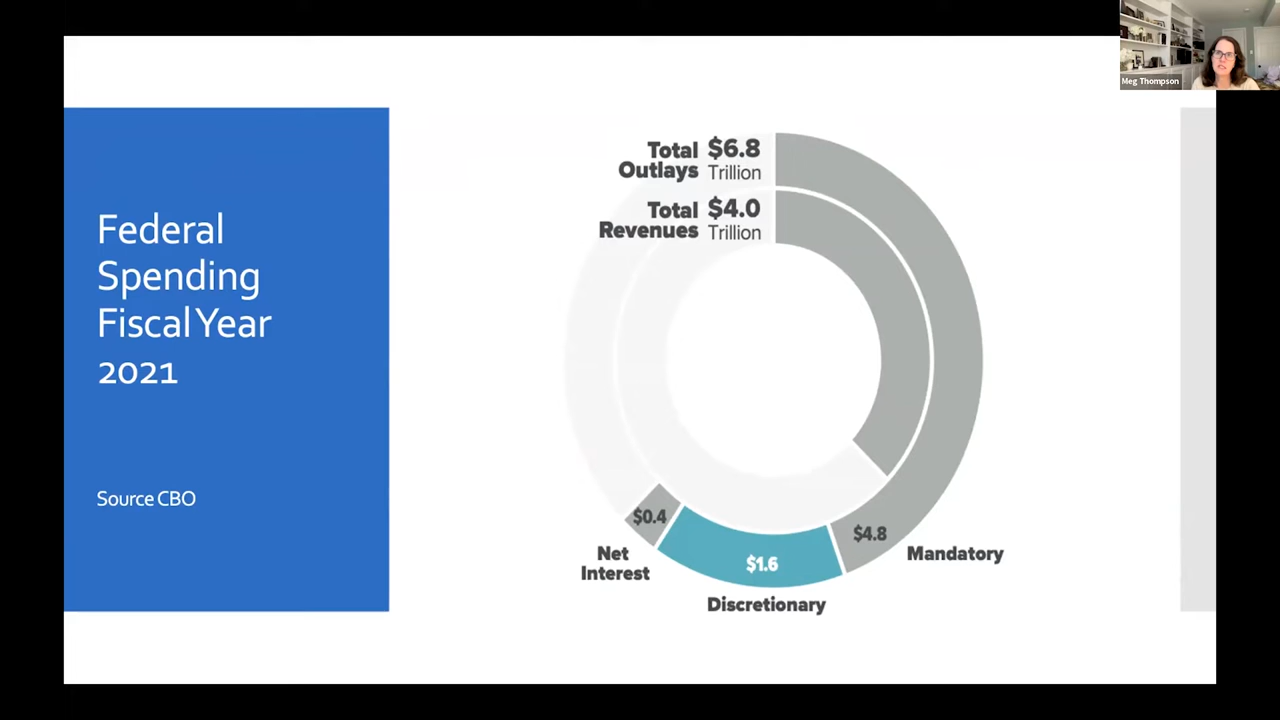 Meg Thompson
Federal
Spending
Fiscal Year
2021
Source CBO
Total $6.8
Outlays Trillion
Total $4.0
Revenues Trillion
$0.4
Net
Interest
$1.6
Discretionary
$4.8
Mandatory